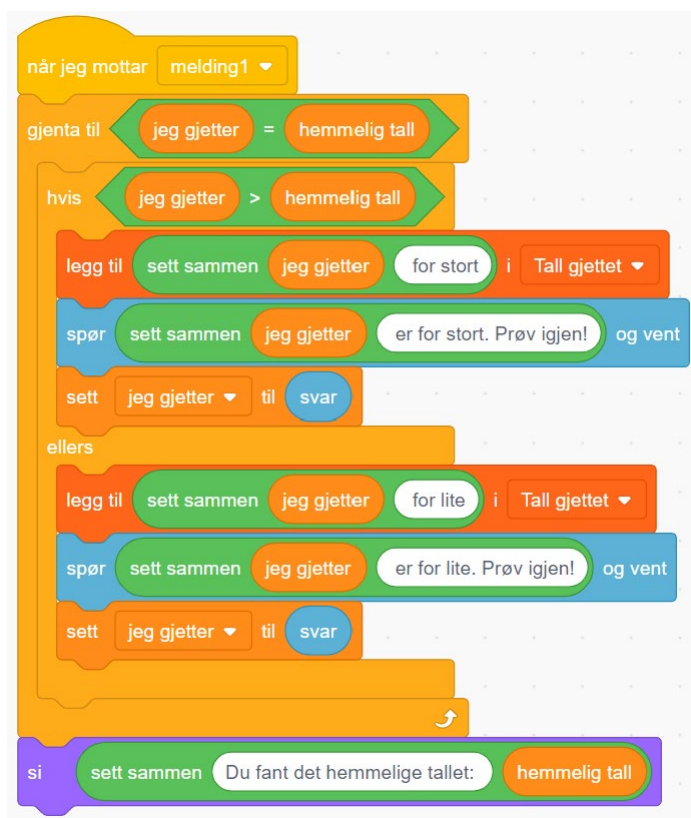 når jeg mottar melding1
gjenta til jeg gjetter = hemmelig tall
hvis jeg gjetter > hemmelig tall
legg til sett sammen jeg gjetter for stort i Tall gjettet
spør sett sammen jeg gjetter er for stort. Prøv igjen! og vent
sett jeg gjetter til svar
ellers
legg til sett sammen jeg gjetter for lite i Tall gjettet
spør sett sammen jeg gjetter er for lite. Prøv igjen! og vent
sett jeg gjetter til svar
si sett sammen Du fant det hemmelige tallet: hemmelig tall